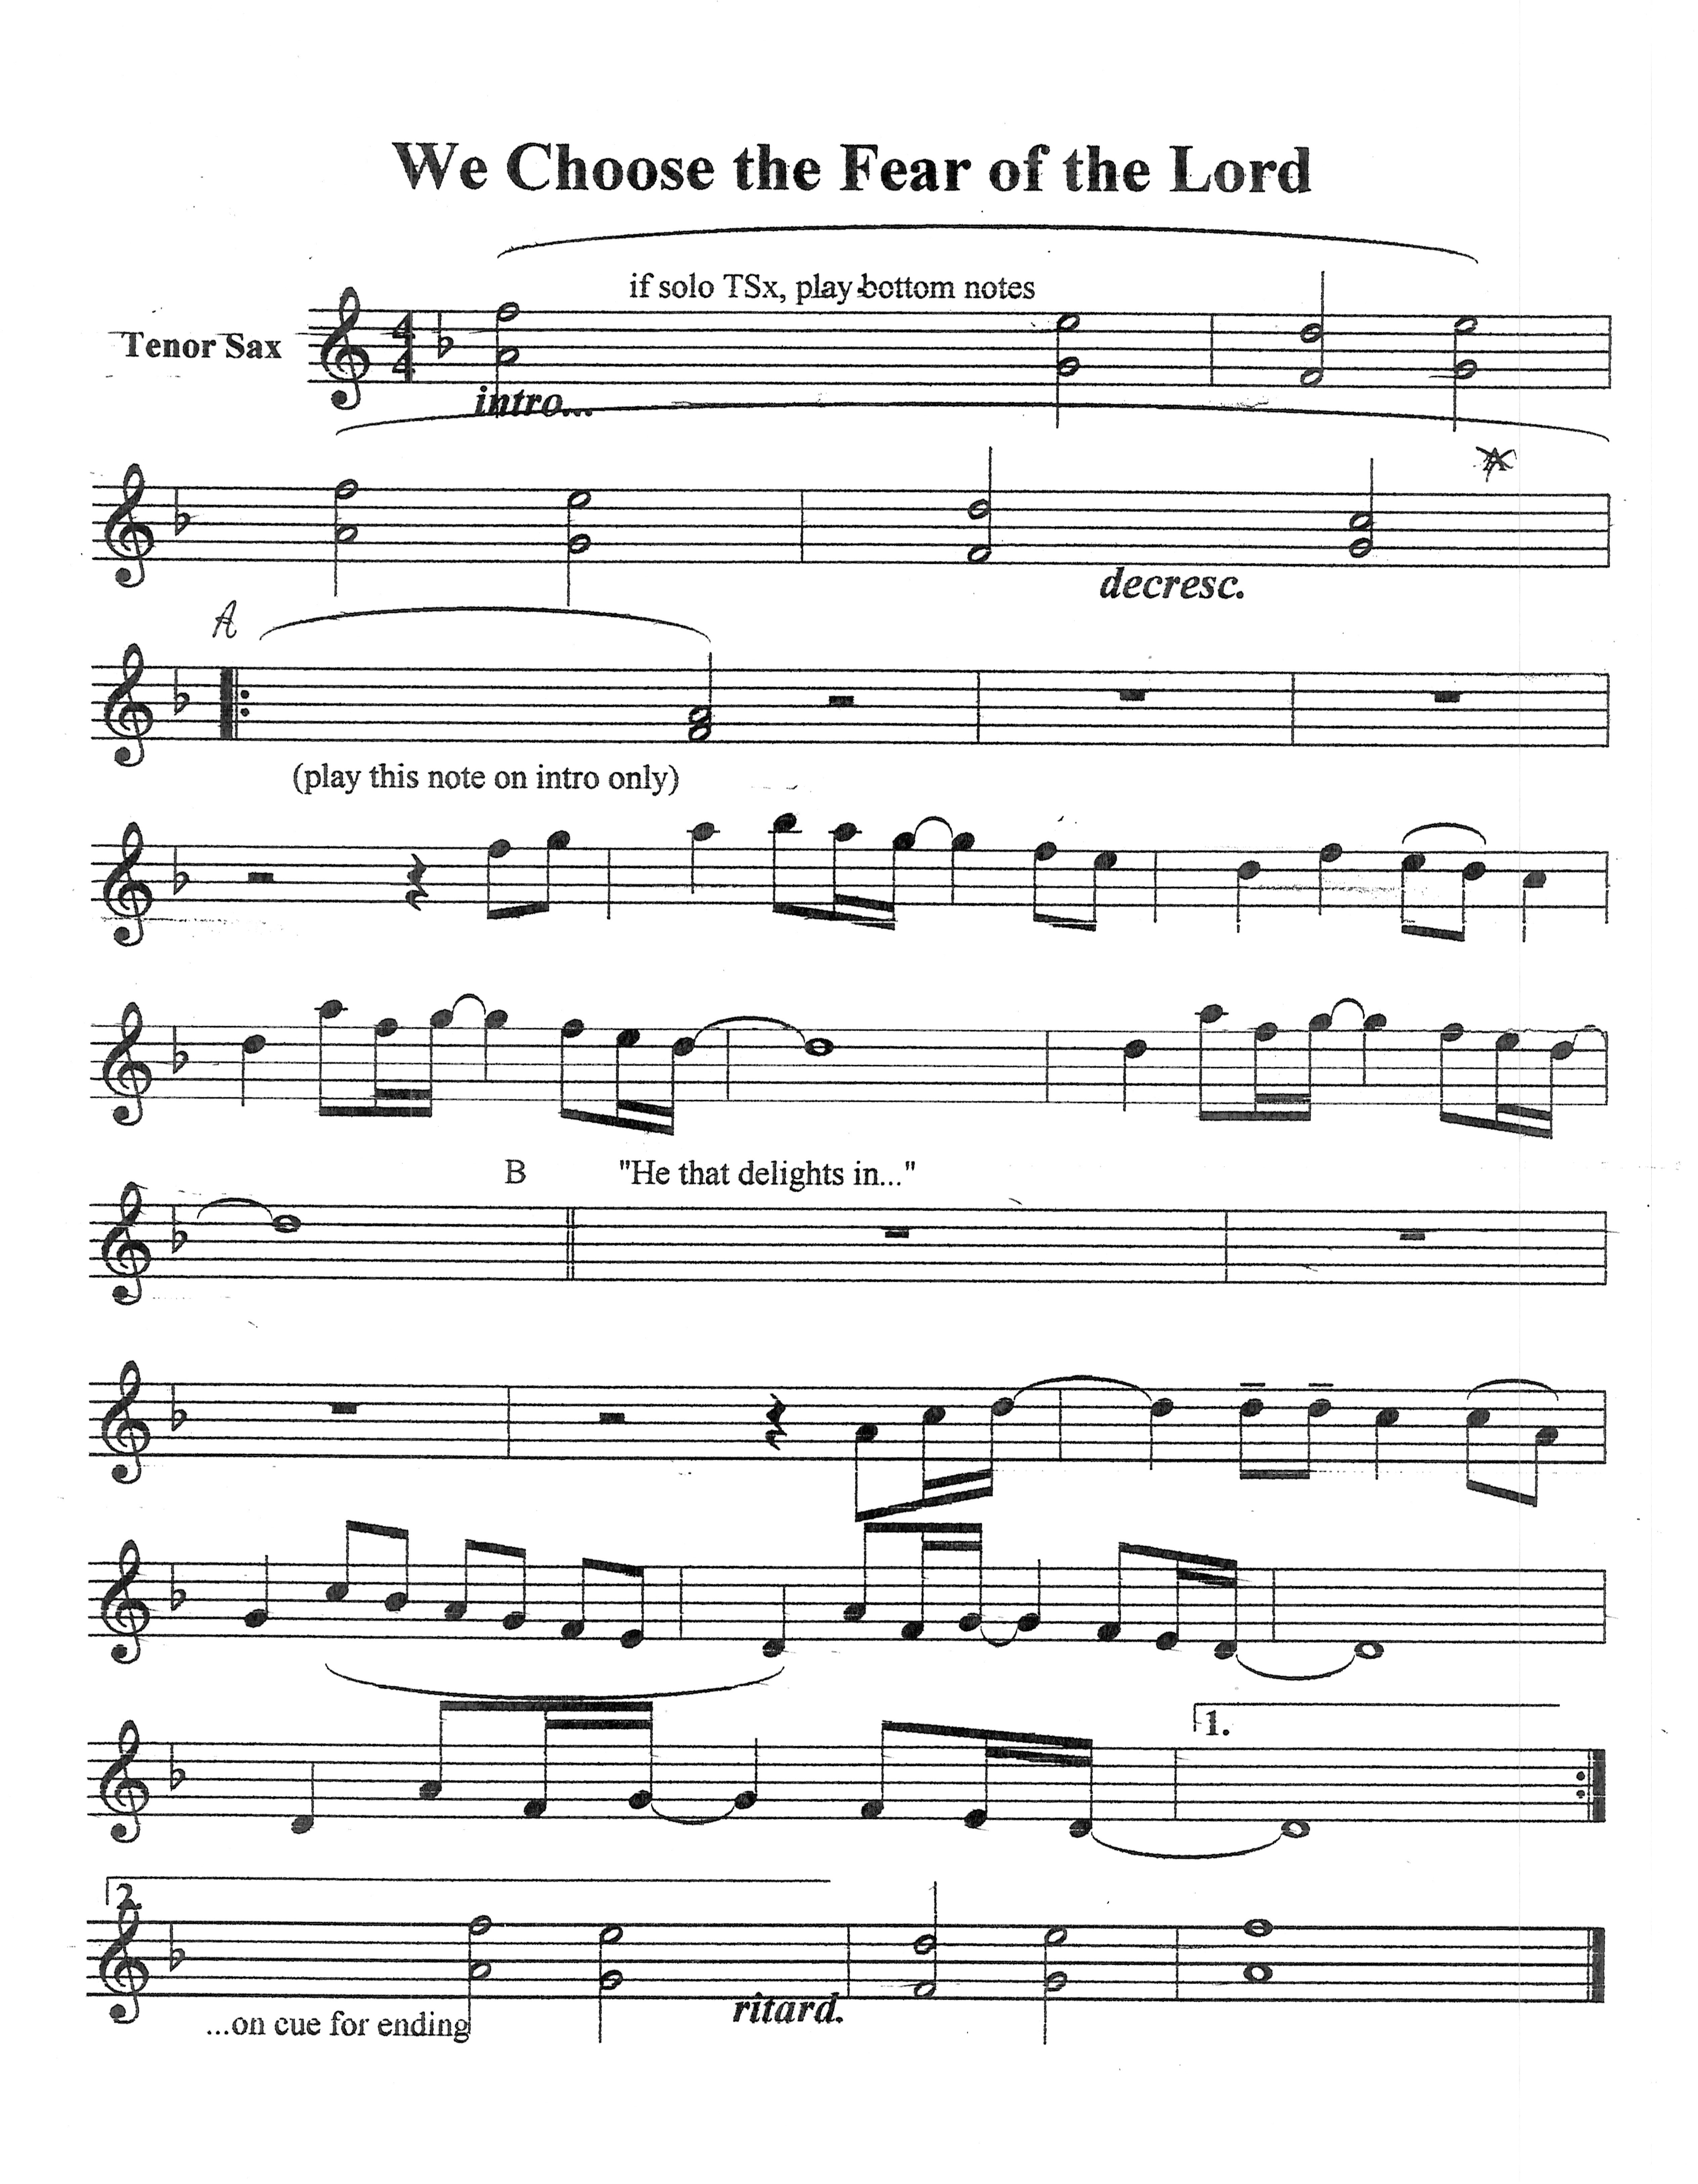 We Choose the Fear of the Lord
if solo TSx, play bottom notes
Tenor Sax
4
4
intro...
A
decresc.
A
(play this note on intro only)
B "He that delights in..."
1.
2.
...on cue for ending
ritard.